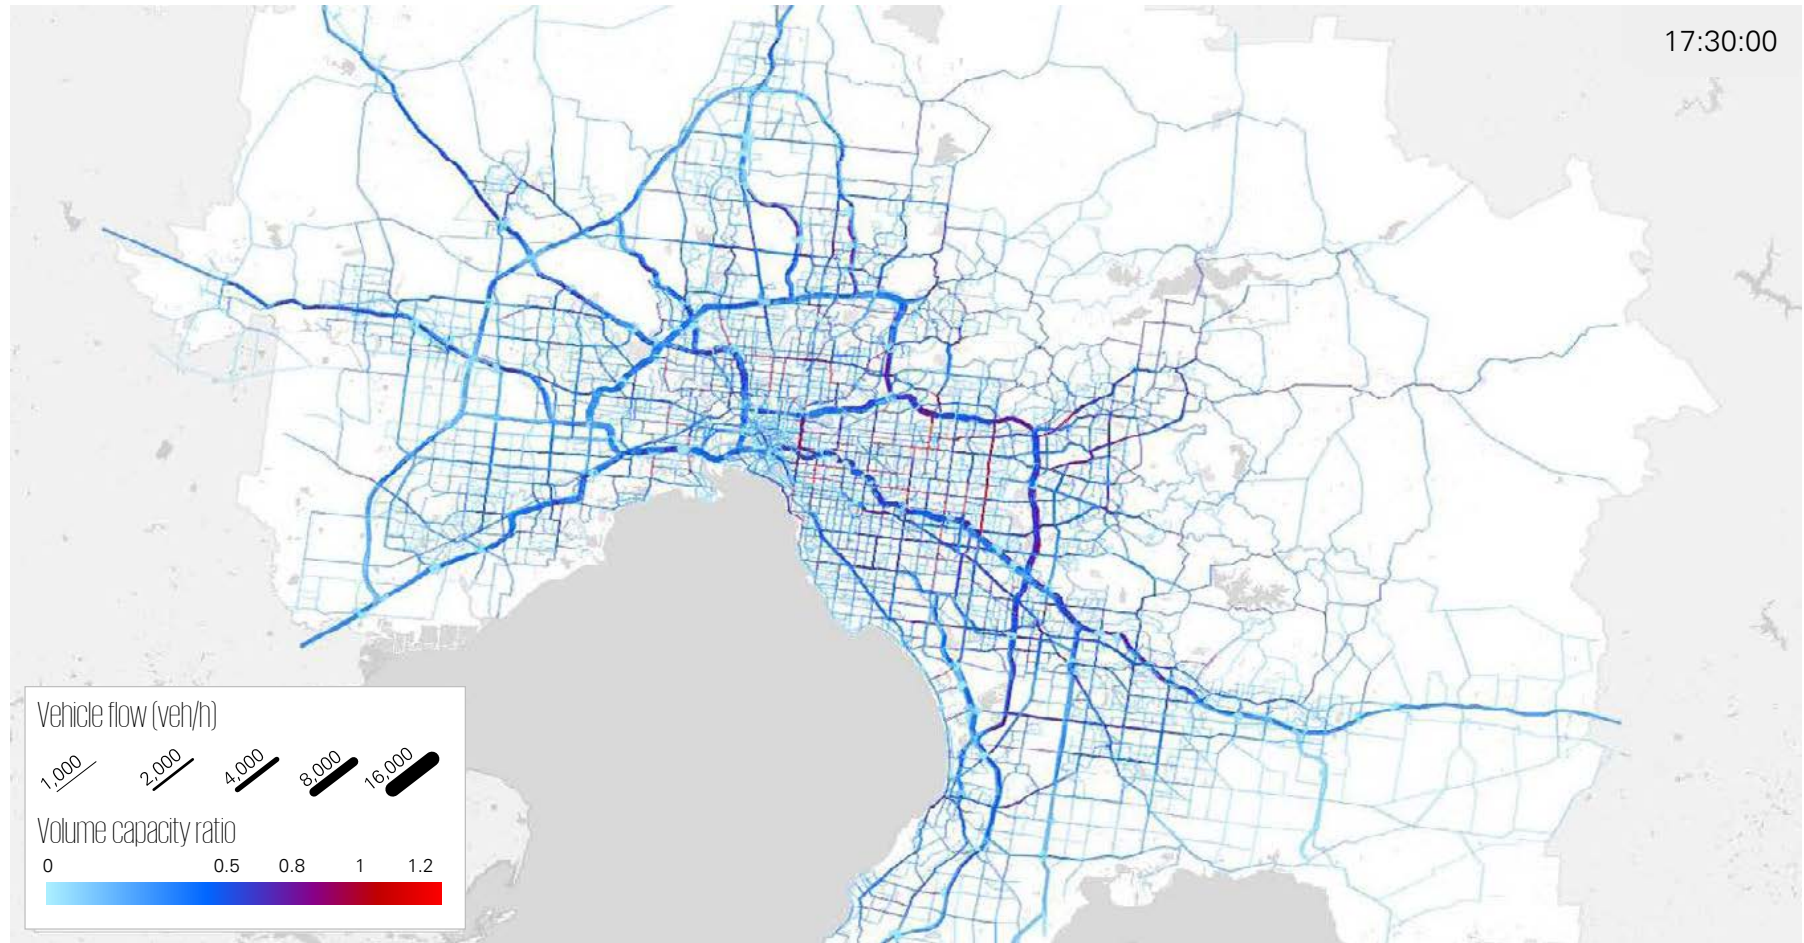 17:30:00
Vehicle flow (veh/h)
1,000 2,000 4,000 8,000 16,000
Volume capacity ratio
0 0.5 0.8 1 1.2